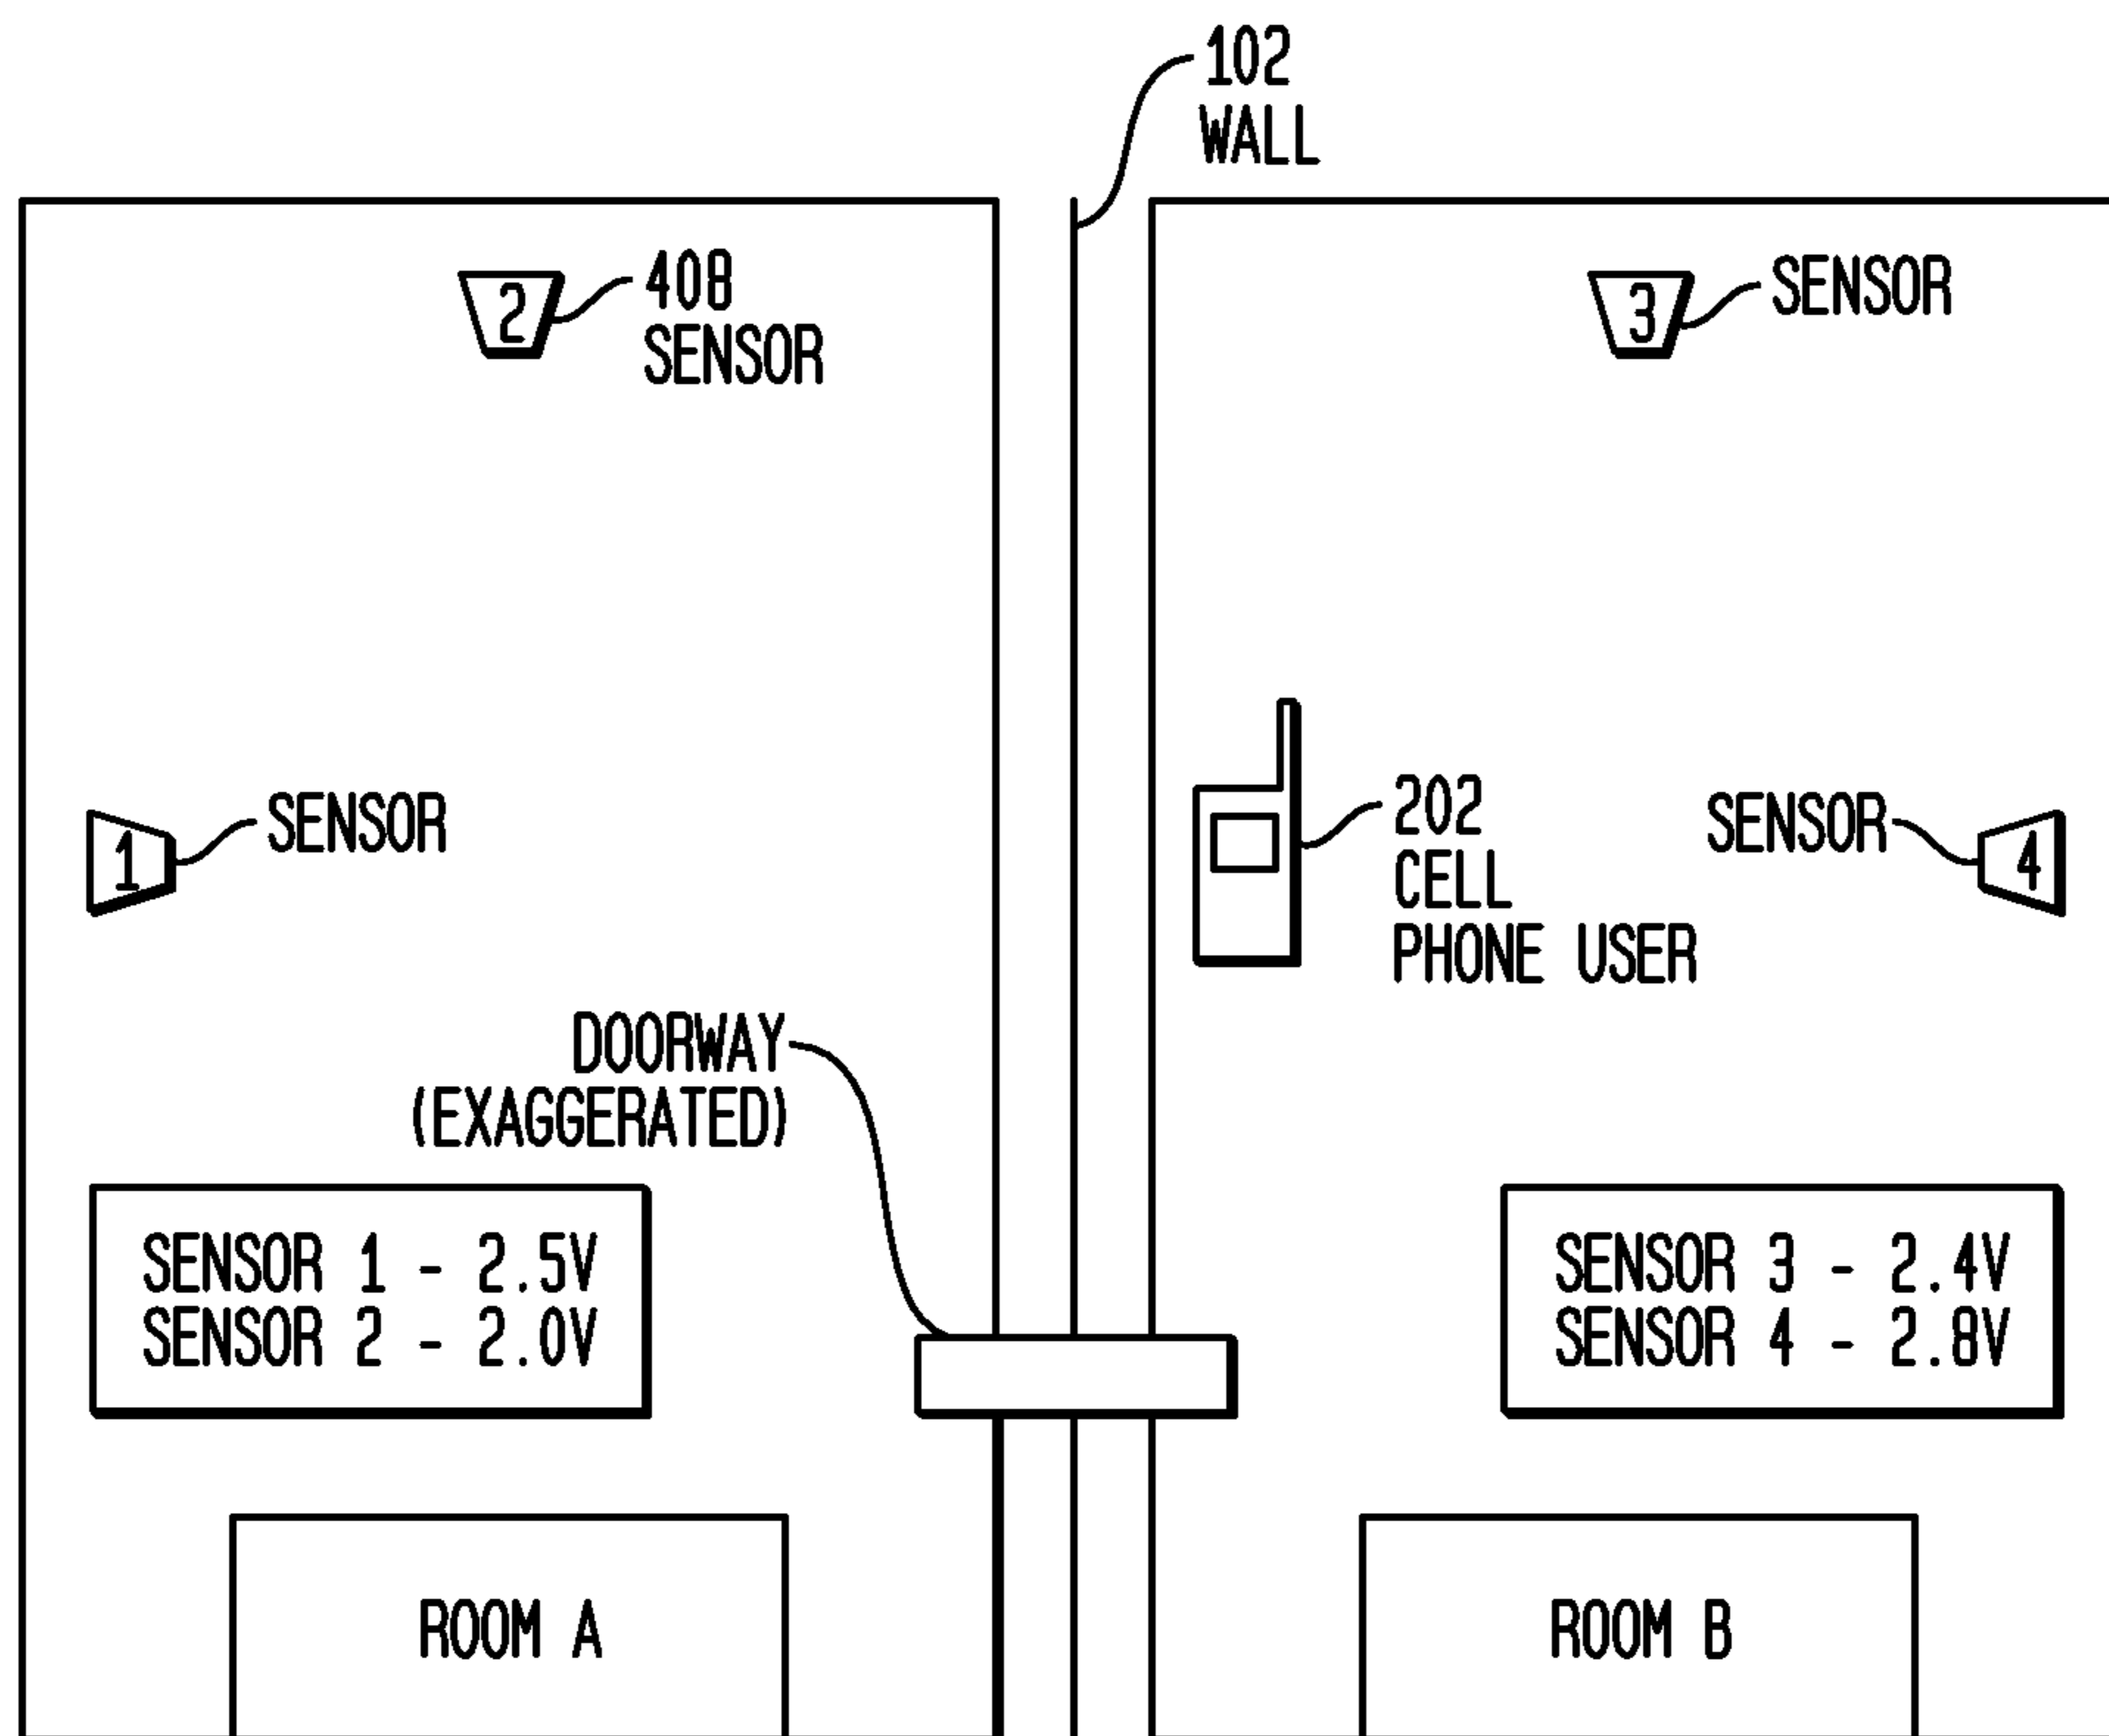 102
WALL
2
408
SENSOR
3
SENSOR
1
SENSOR
202
CELL
PHONE USER
SENSOR
4
DOORWAY
(EXAGGERATED)
SENSOR 1 - 2.5V
SENSOR 2 - 2.0V
SENSOR 3 - 2.4V
SENSOR 4 - 2.8V
ROOM A
ROOM B